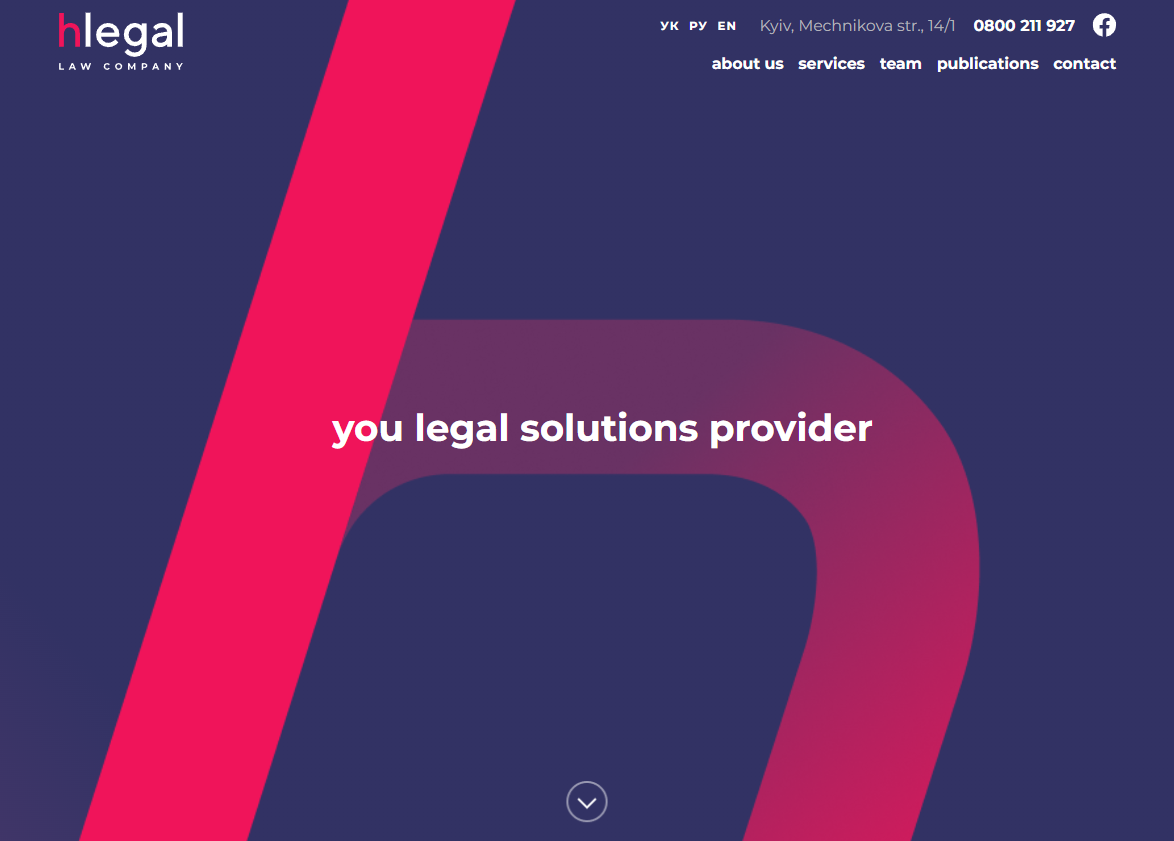 hlegal
LAW COMPANY
УК РУ EN Kyiv, Mechnikova str., 14/1 0800 211 927
about us services team publications contact
you legal solutions provider